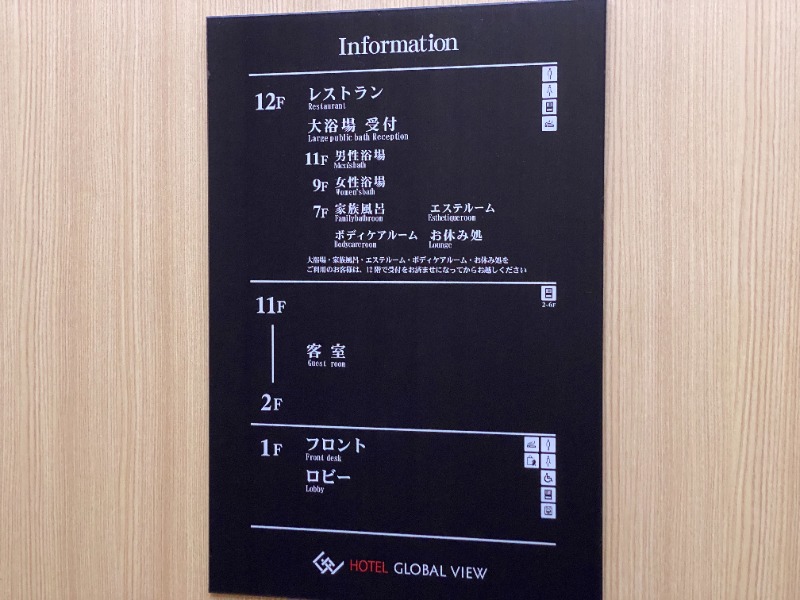 Information
12F レストラン
Restaurant
大浴場 受付
Large public bath Reception
11F 男性浴場
Men'sbath
9F 女性浴場
Women'sbath
7F 家族風呂 エステルーム
Familybathroom Esthetiqueroom
ボディケアルーム お休み処
Bodycareroom Lounge
大浴場・家族風呂・エステルーム・ボディケアルーム・お休み処を
ご利用のお客様は、12階で受付をお済ませになってからお越しください
11F
2-6F
客室
Guest room
2F
1F フロント
Front desk
ロビー
Lobby
HOTEL GLOBAL VIEW